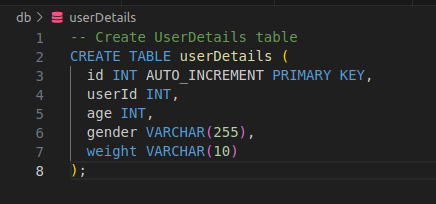 db > userDetails
1 -- Create UserDetails table
2 CREATE TABLE userDetails (
3 id INT AUTO_INCREMENT PRIMARY KEY,
4 userId INT,
5 age INT,
6 gender VARCHAR(255),
7 weight VARCHAR(10)
8 );